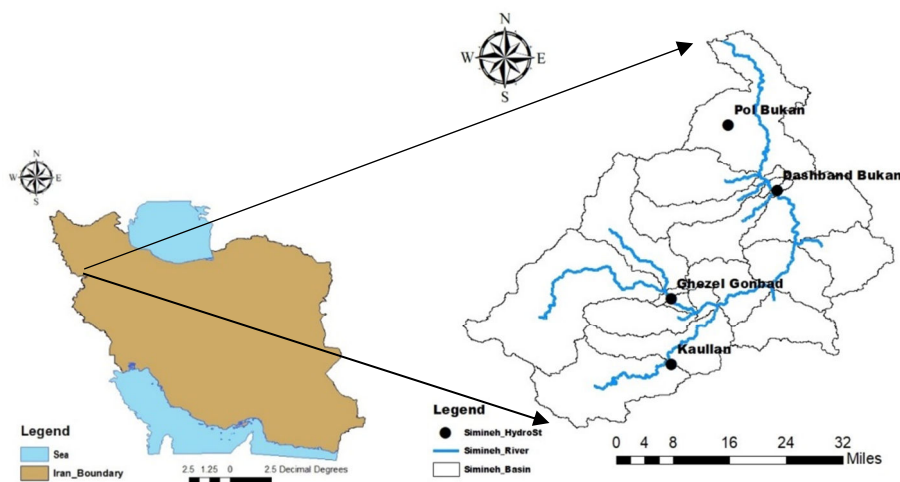 N
W E
S
N
W E
S
Legend
Sea
Iran_Boundary
2.5 1.25 0 2.5 Decimal Degrees
Pol Bukan
Dashband Bukan
Ghezel Gonbad
Kaullan
Legend
Simineh_HydroSt
Simineh_River
Simineh_Basin
0 4 8 16 24 32
Miles